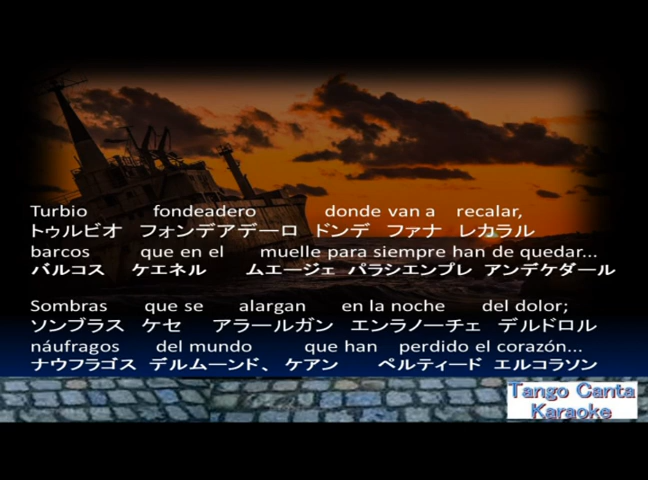 Turbio fondeadero donde van a recalar,
トゥルビオ フォンデアデーロ ドンデ ファナ レカラル
barcos que en el muelle para siempre han de quedar...
バルコス ケエネル ムエージェ パラシエンプレ アンデケダール
Sombras que se alargan en la noche del dolor;
ソンブラス ケセ アラールガン エンラノーチェ デルドロル
náufragos del mundo que han perdido el corazón...
ナウフラゴス デルムーンド、 ケアン ペルティード エルコラソン
Tango Canta
Karaoke